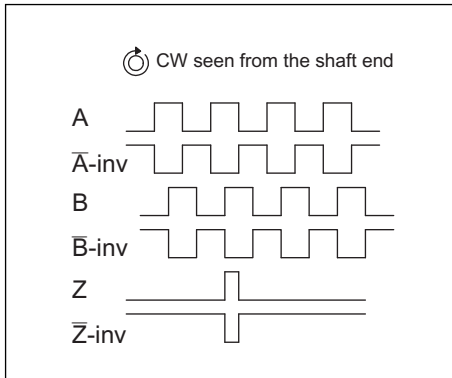 CW seen from the shaft end
A
A̅-inv
B
B̅-inv
Z
Z̅-inv